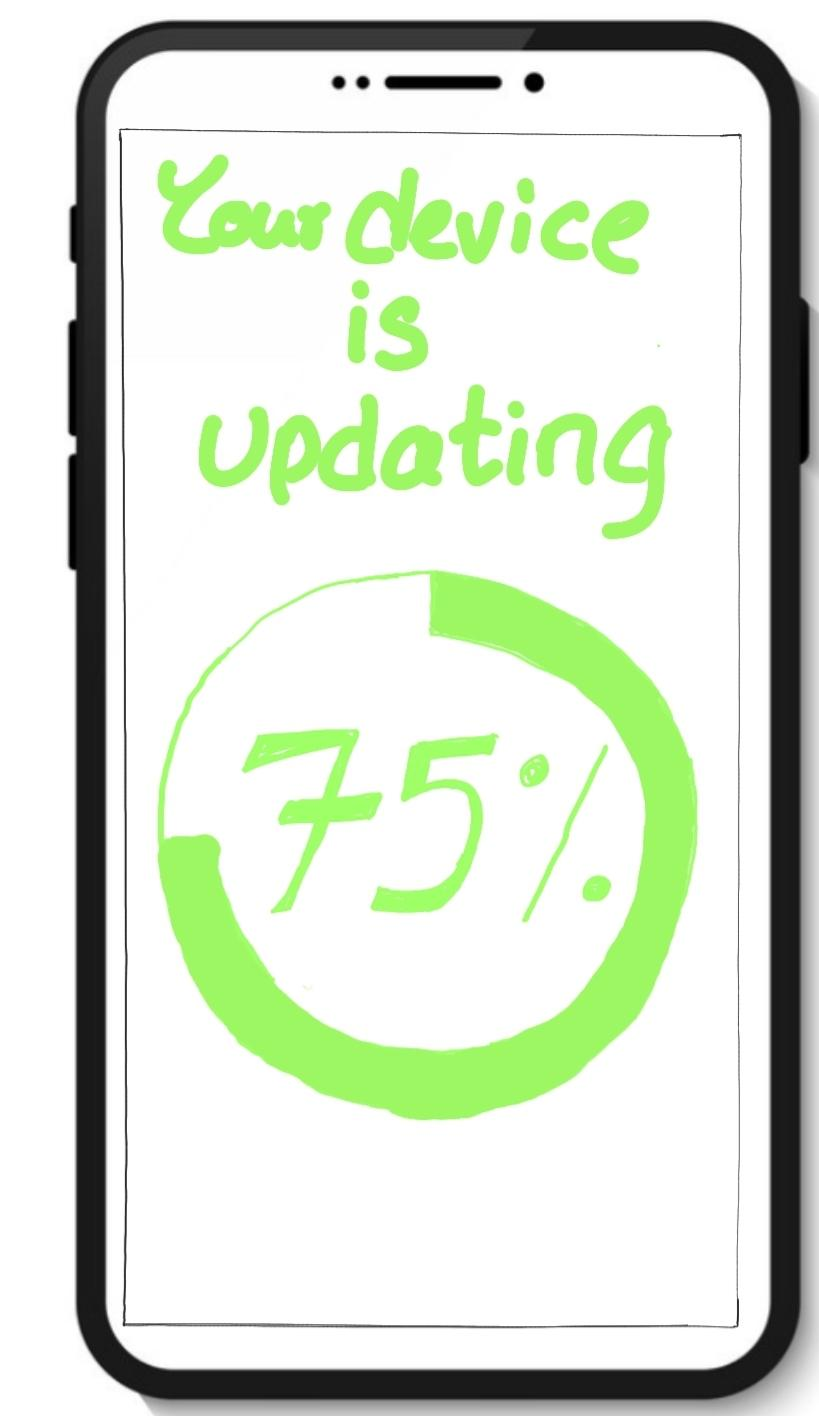 Your device
is
updating
75%